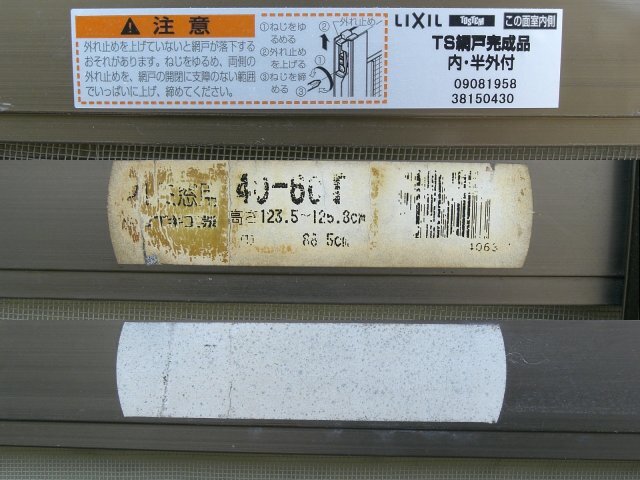 注意
外れ止めを上げていないと網戸が落下する
おそれがあります。ねじをゆるめ、両側の
外れ止めを、網戸の開閉に支障のない範囲
でいっぱいに上げ、締めてください。
①ねじをゆ
るめる
②外れ止め
を上げる
③ねじを締
める
②外れ止め
①
③
LIXIL TOSTEM この面室内側
TS網戸完成品
内・半外付
09081958
38150430
40-60T
高さ123.5~125.8cm
88.5cm
4063